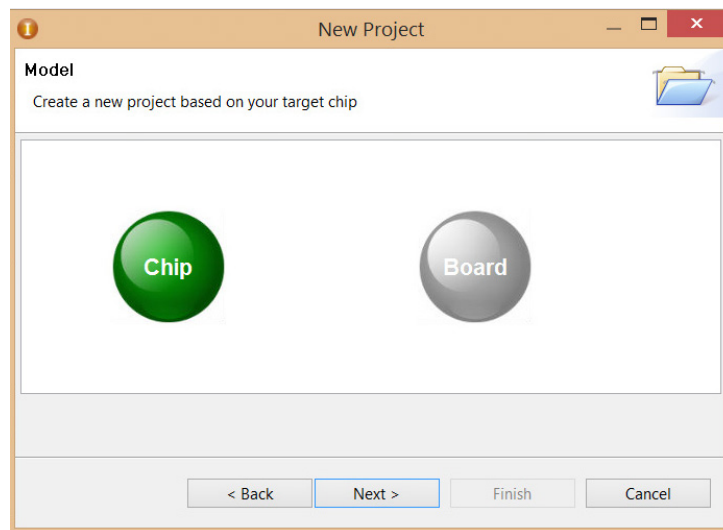 New Project
Model
Create a new project based on your target chip
Chip
Board
< Back
Next >
Finish
Cancel